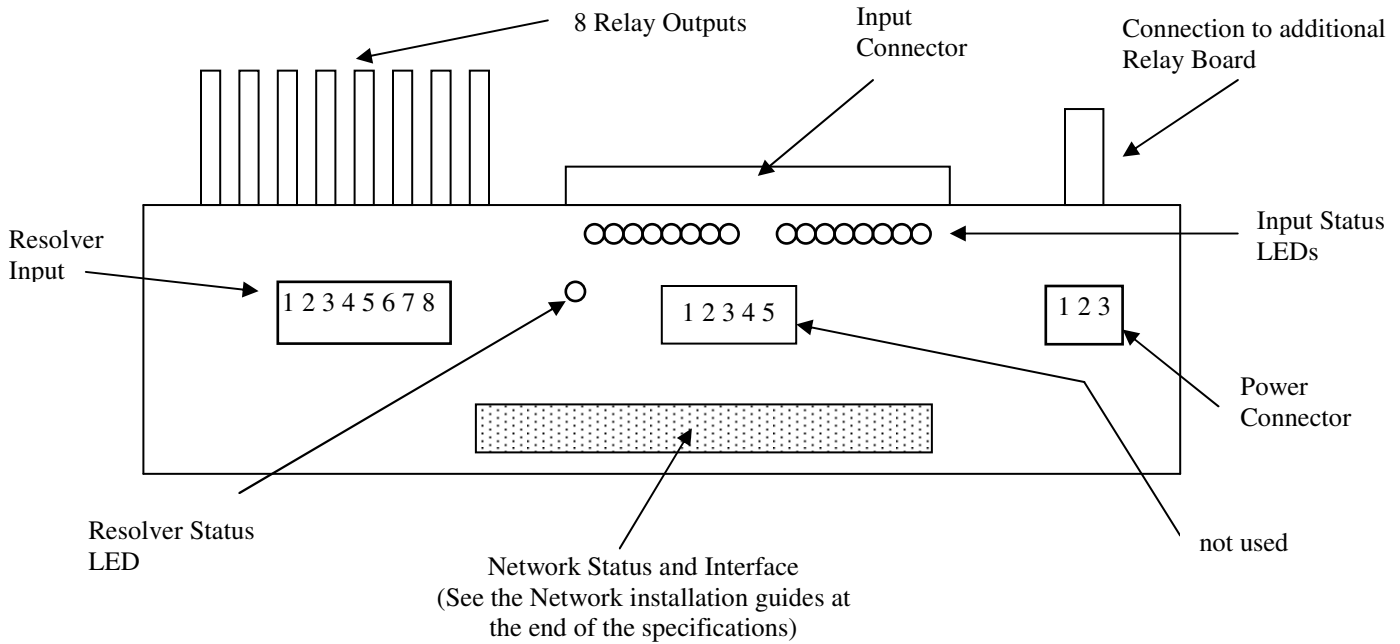 8 Relay Outputs
Input
Connector
Connection to additional
Relay Board
Resolver
Input
Input Status
LEDs
1 2 3 4 5 6 7 8
1 2 3 4 5
1 2 3
Power
Connector
Resolver Status
LED
not used
Network Status and Interface
(See the Network installation guides at
the end of the specifications)